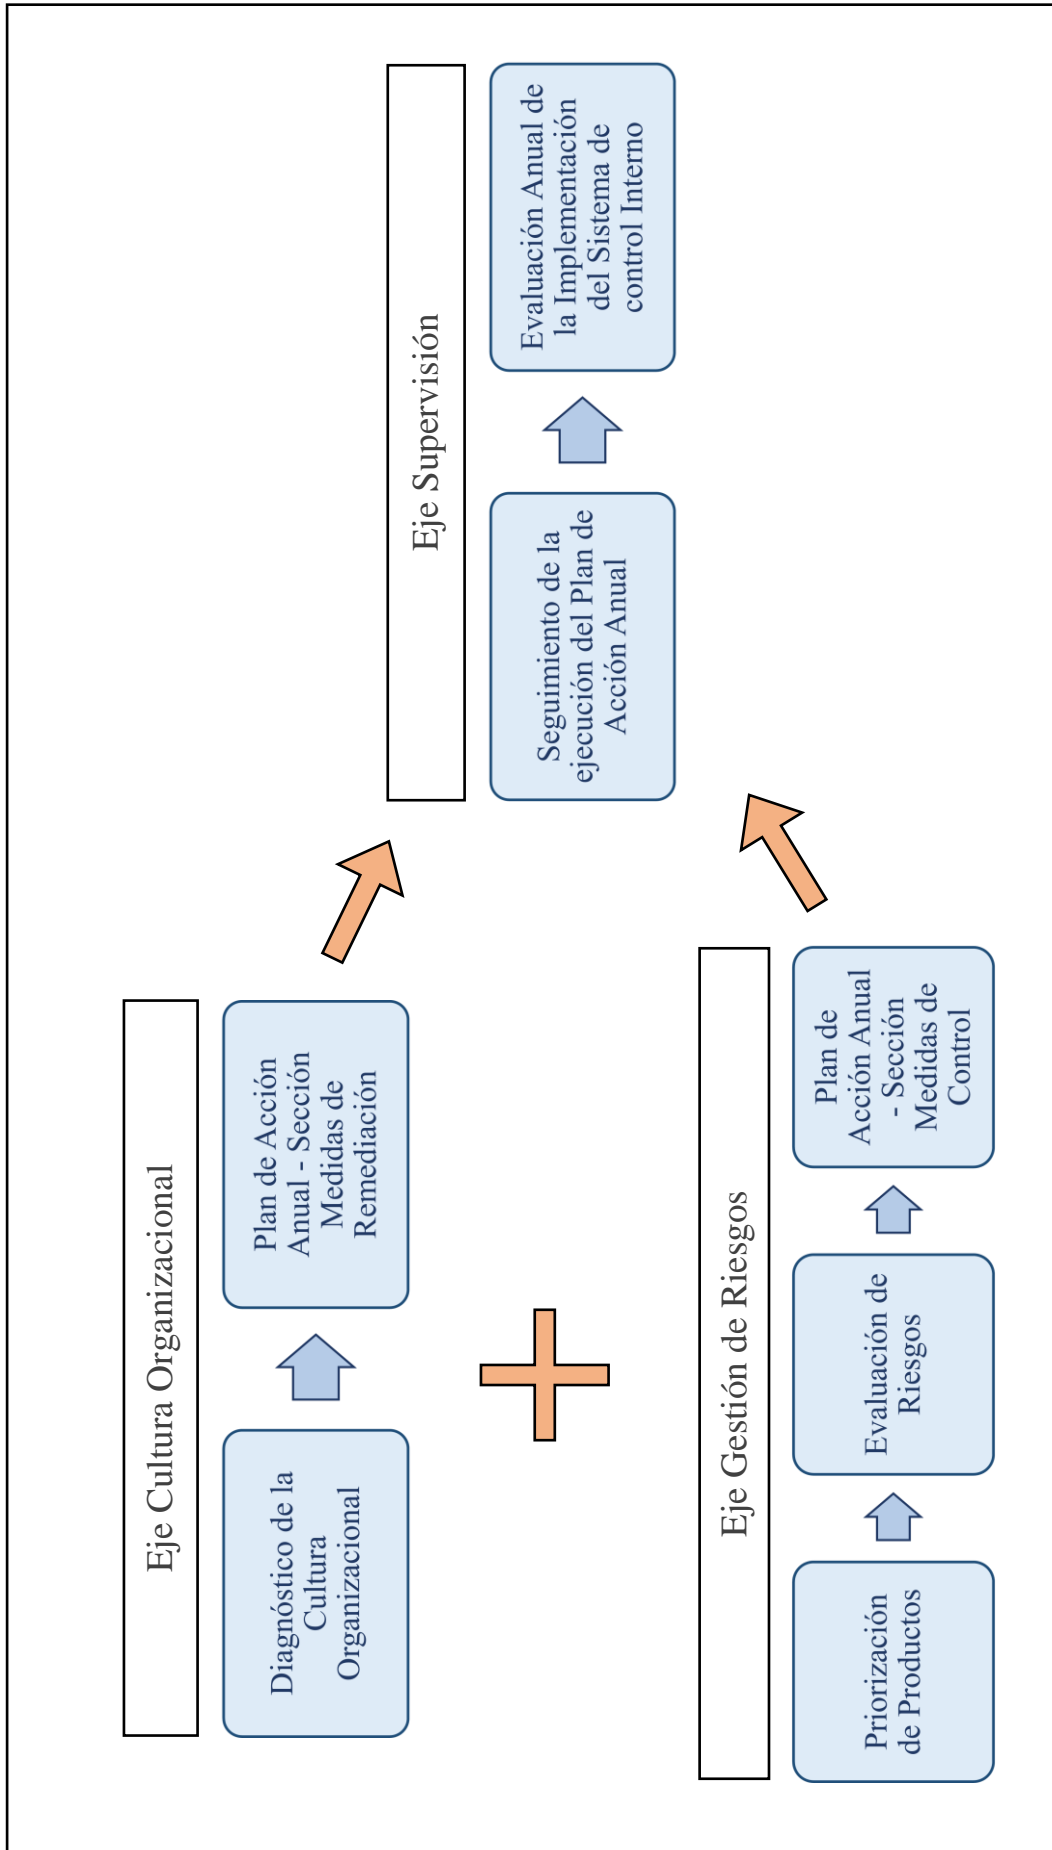 Eje Cultura Organizacional
Diagnóstico de la
Cultura
Organizacional
Plan de Acción
Anual - Sección
Medidas de
Remediación
Eje Gestión de Riesgos
Priorización
de Productos
Evaluación de
Riesgos
Plan de
Acción Anual
- Sección
Medidas de
Control
Eje Supervisión
Seguimiento de la
ejecución del Plan de
Acción Anual
Evaluación Anual de
la Implementación
del Sistema de
control Interno